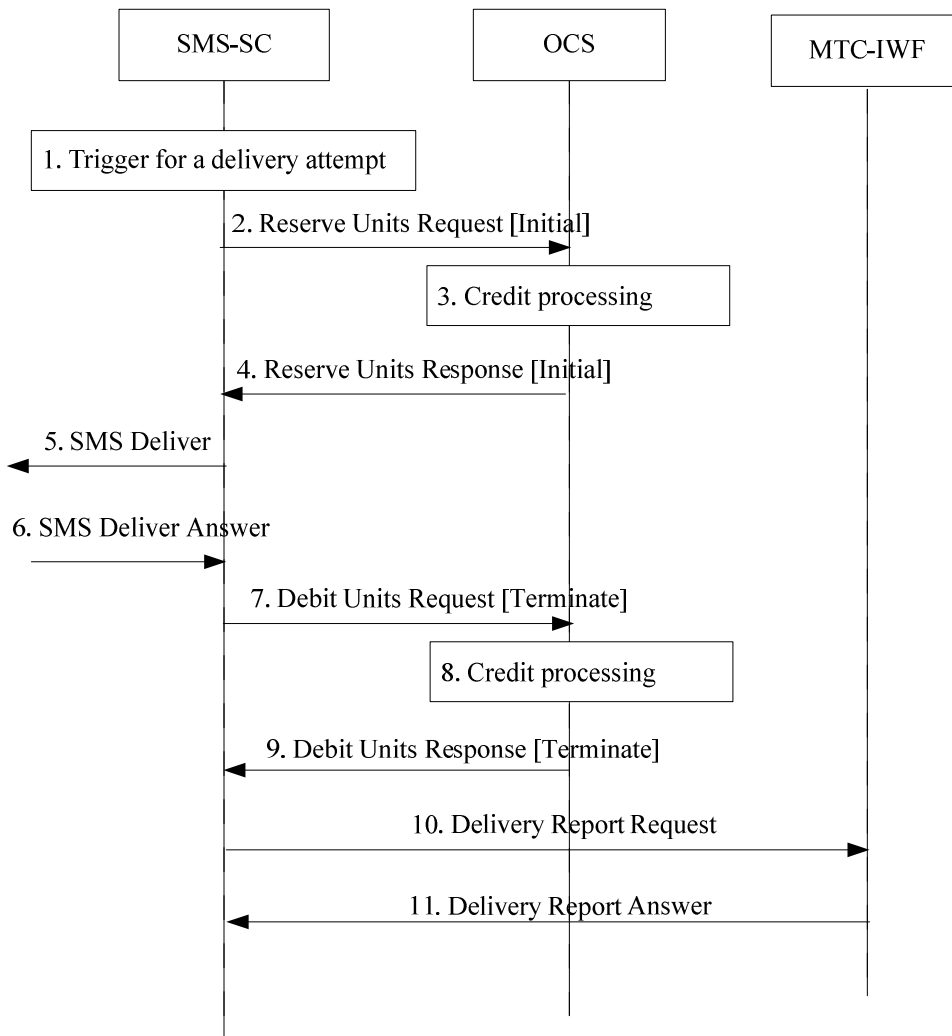 SMS-SC
OCS
MTC-IWF
1. Trigger for a delivery attempt
2. Reserve Units Request [Initial]
3. Credit processing
4. Reserve Units Response [Initial]
5. SMS Deliver
6. SMS Deliver Answer
7. Debit Units Request [Terminate]
8. Credit processing
9. Debit Units Response [Terminate]
10. Delivery Report Request
11. Delivery Report Answer